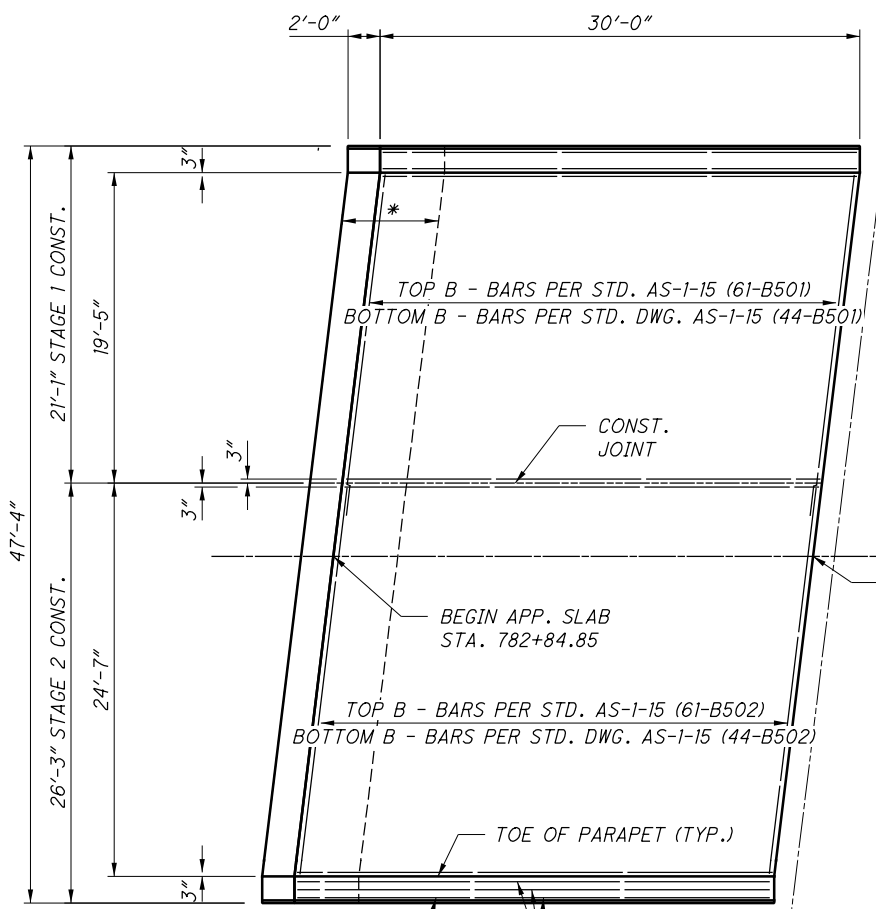 2'-0"
30'-0"
3"
*
21'-1" STAGE 1 CONST.
19'-5"
TOP B - BARS PER STD. AS-1-15 (61-B501)
BOTTOM B - BARS PER STD. DWG. AS-1-15 (44-B501)
CONST.
JOINT
3"
3"
47'-4"
BEGIN APP. SLAB
STA. 782+84.85
26'-3" STAGE 2 CONST.
24'-7"
TOP B - BARS PER STD. AS-1-15 (61-B502)
BOTTOM B - BARS PER STD. DWG. AS-1-15 (44-B502)
TOE OF PARAPET (TYP.)
3"